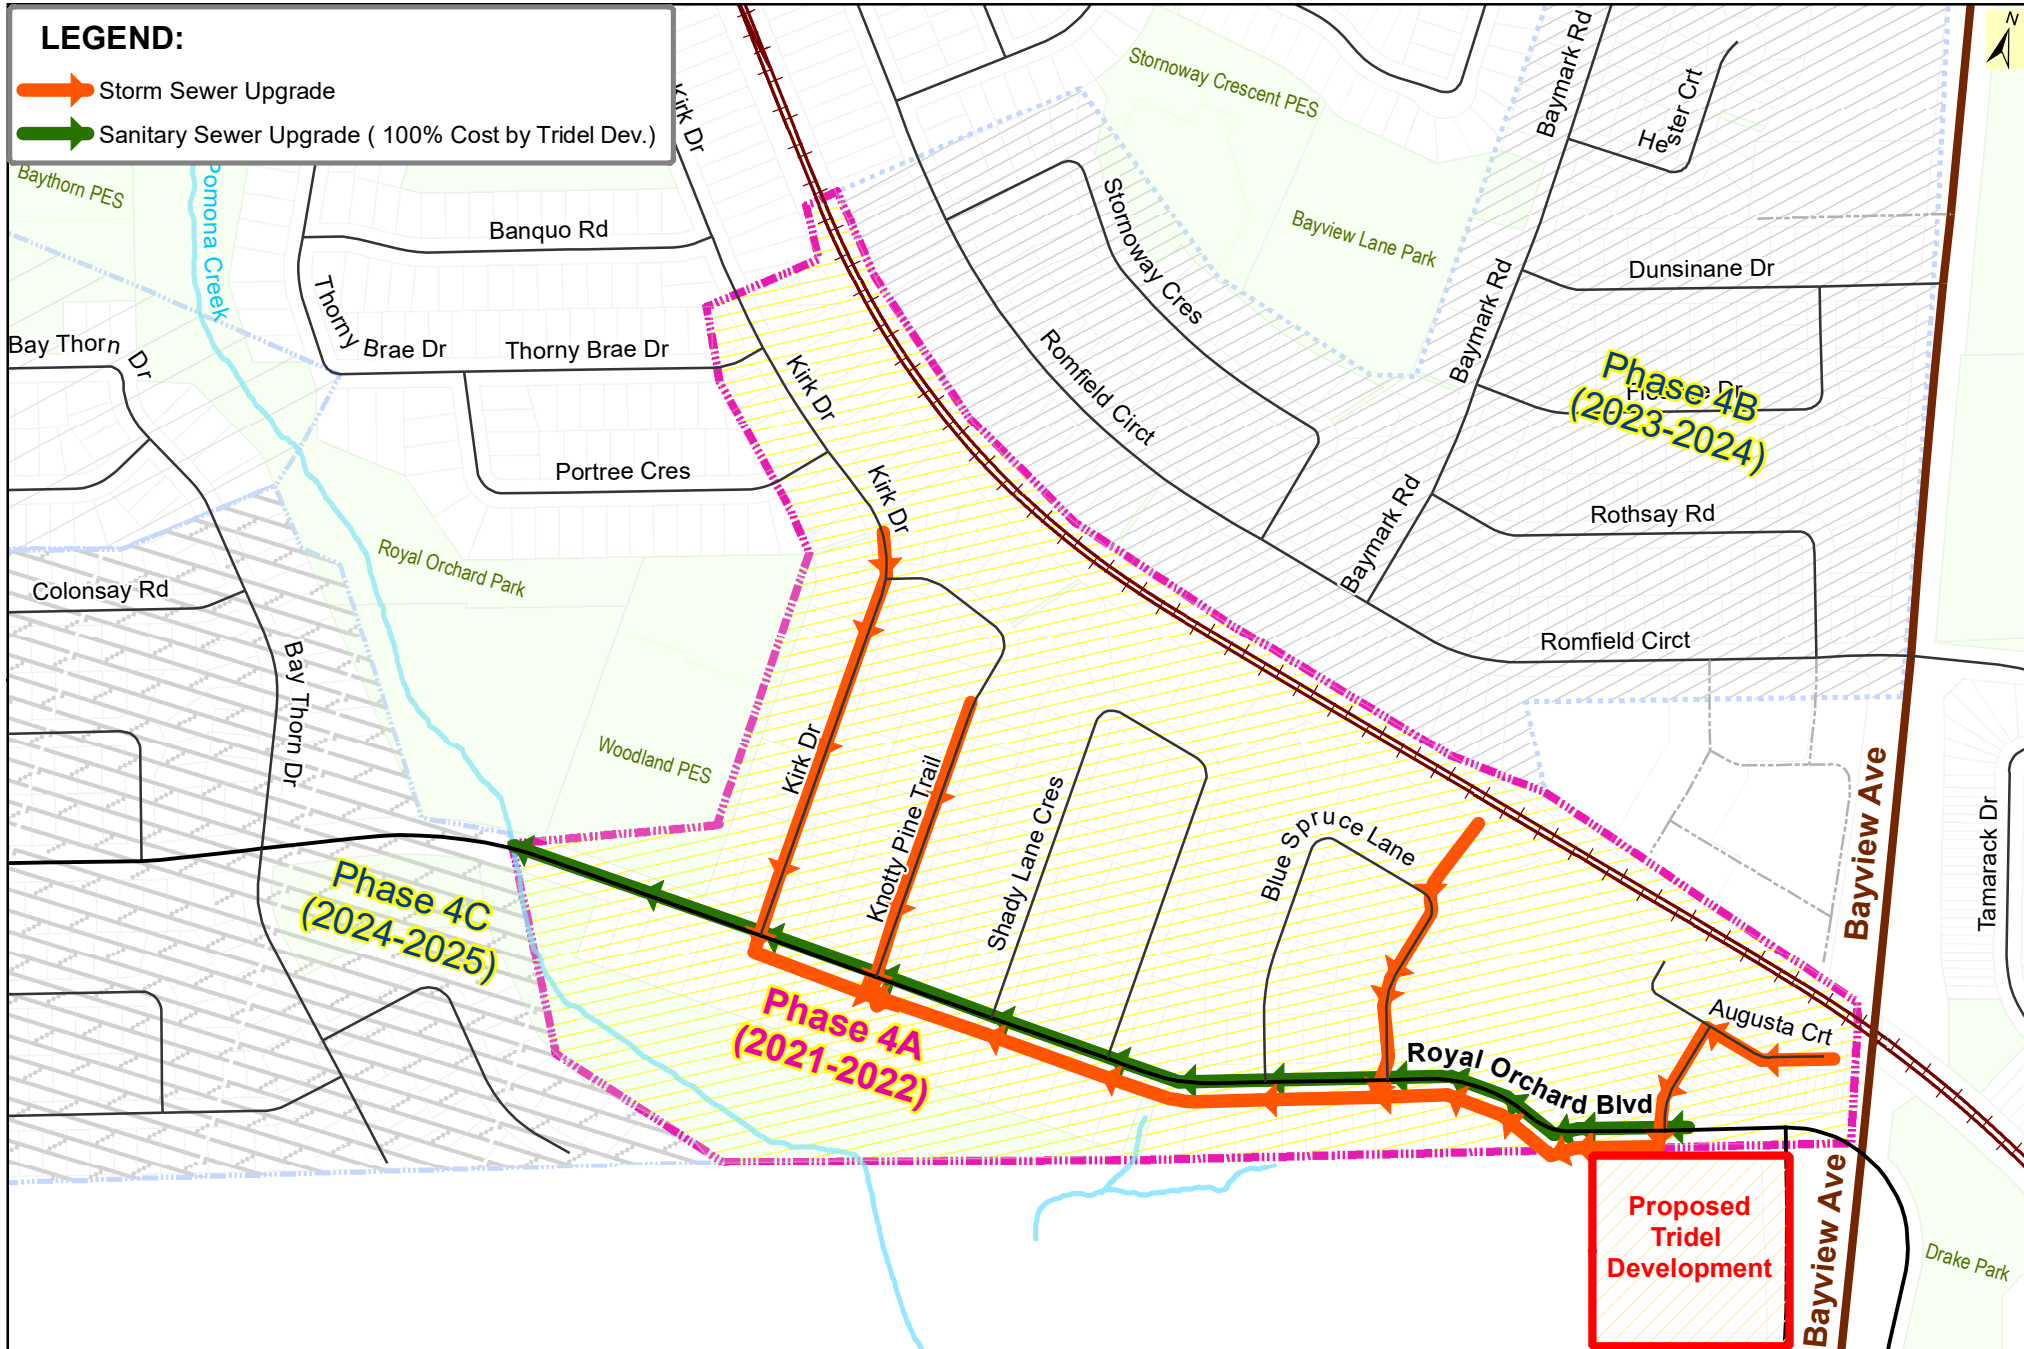 LEGEND:
Storm Sewer Upgrade
Sanitary Sewer Upgrade ( 100% Cost by Tridel Dev.)
N
Baythorn PES
Pomona Creek
Kirk Dr
Stornoway Crescent PES
Baymark Rd
Hester Crt
Banquo Rd
Stornoway Cres
Bayview Lane Park
Dunsinane Dr
Thorny Brae Dr
Thorny Brae Dr
Bay Thorn Dr
Kirk Dr
Romfield Circt
Baymark Rd
Phase 4B
(2023-2024)
Portree Cres
Kirk Dr
Baymark Rd
Rothsay Rd
Royal Orchard Park
Colonsay Rd
Romfield Circt
Bay Thorn Dr
Woodland PES
Kirk Dr
Knotty Pine Trail
Shady Lane Cres
Blue Spruce Lane
Bayview Ave
Tamarack Dr
Phase 4C
(2024-2025)
Phase 4A
(2021-2022)
Augusta Crt
Royal Orchard Blvd
Proposed
Tridel
Development
Bayview Ave
Drake Park